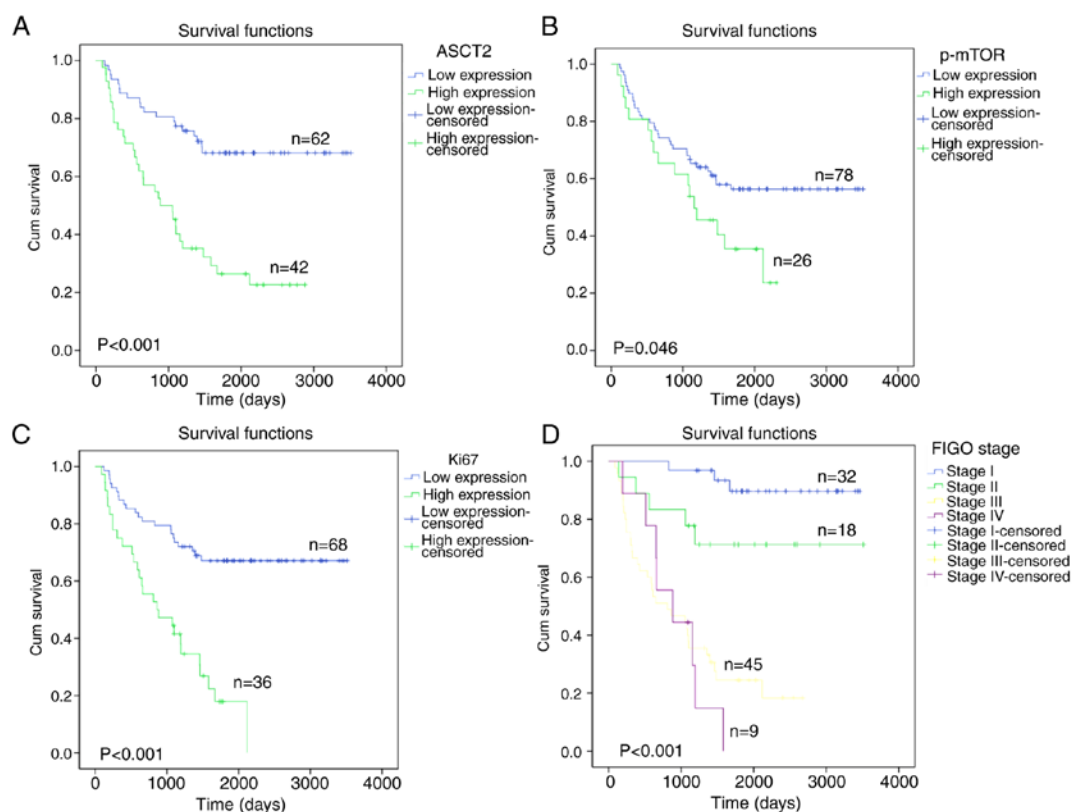 A
Survival functions
ASCT2
Low expression
High expression
Low expression-
censored
High expression-
censored
n=62
n=42
P<0.001
Cum survival
1.0
0.8
0.6
0.4
0.2
0.0
0 1000 2000 3000 4000
Time (days)
B
Survival functions
p-mTOR
Low expression
High expression
Low expression-
censored
High expression-
censored
n=78
n=26
P=0.046
Cum survival
1.0
0.8
0.6
0.4
0.2
0.0
0 1000 2000 3000 4000
Time (days)
C
Survival functions
Ki67
Low expression
High expression
Low expression-
censored
High expression-
censored
n=68
n=36
P<0.001
Cum survival
1.0
0.8
0.6
0.4
0.2
0.0
0 1000 2000 3000 4000
Time (days)
D
Survival functions
FIGO stage
Stage I
Stage II
Stage III
Stage IV
Stage I-censored
Stage II-censored
Stage III-censored
Stage IV-censored
n=32
n=18
n=45
n=9
P<0.001
Cum survival
1.0
0.8
0.6
0.4
0.2
0.0
0 1000 2000 3000 4000
Time (days)